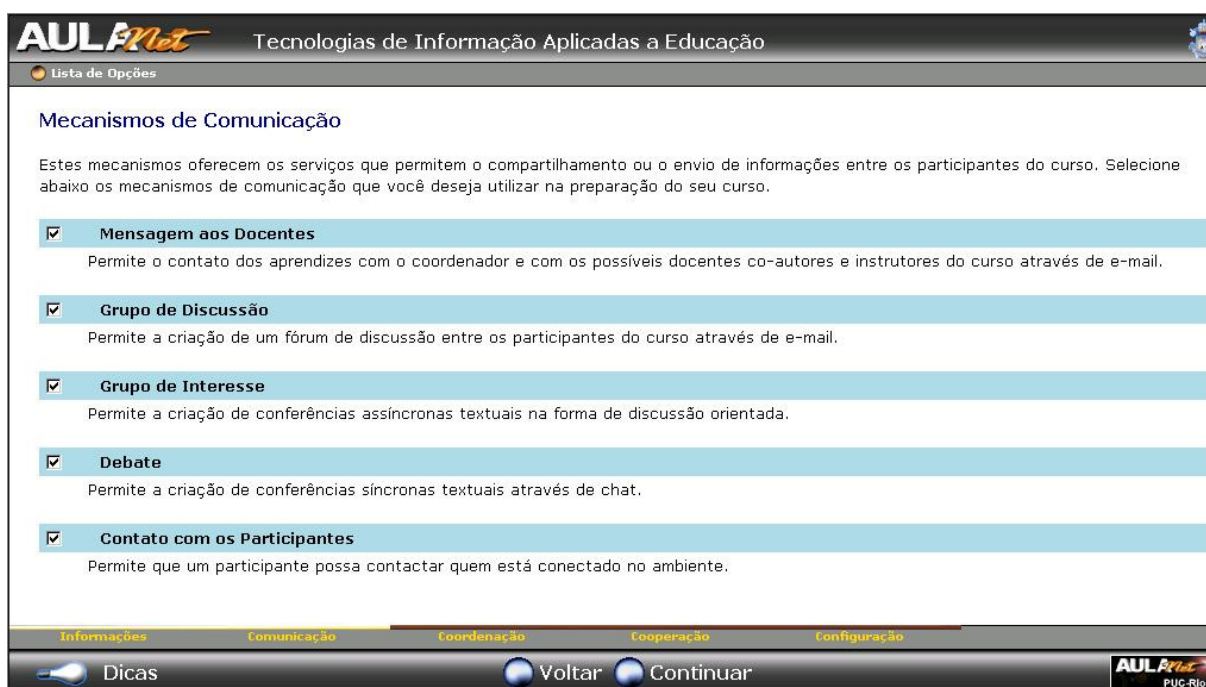 AULANet Tecnologias de Informação Aplicadas a Educação
Lista de Opções
Mecanismos de Comunicação
Estes mecanismos oferecem os serviços que permitem o compartilhamento ou o envio de informações entre os participantes do curso. Selecione
abaixo os mecanismos de comunicação que você deseja utilizar na preparação do seu curso.
Mensagem aos Docentes
Permite o contato dos aprendizes com o coordenador e com os possíveis docentes co-autores e instrutores do curso através de e-mail.
Grupo de Discussão
Permite a criação de um fórum de discussão entre os participantes do curso através de e-mail.
Grupo de Interesse
Permite a criação de conferências assíncronas textuais na forma de discussão orientada.
Debate
Permite a criação de conferências síncronas textuais através de chat.
Contato com os Participantes
Permite que um participante possa contactar quem está conectado no ambiente.
Informações Comunicação Coordenação Cooperação Configuração
Dicas Voltar Continuar AULANet
PUC-Rio